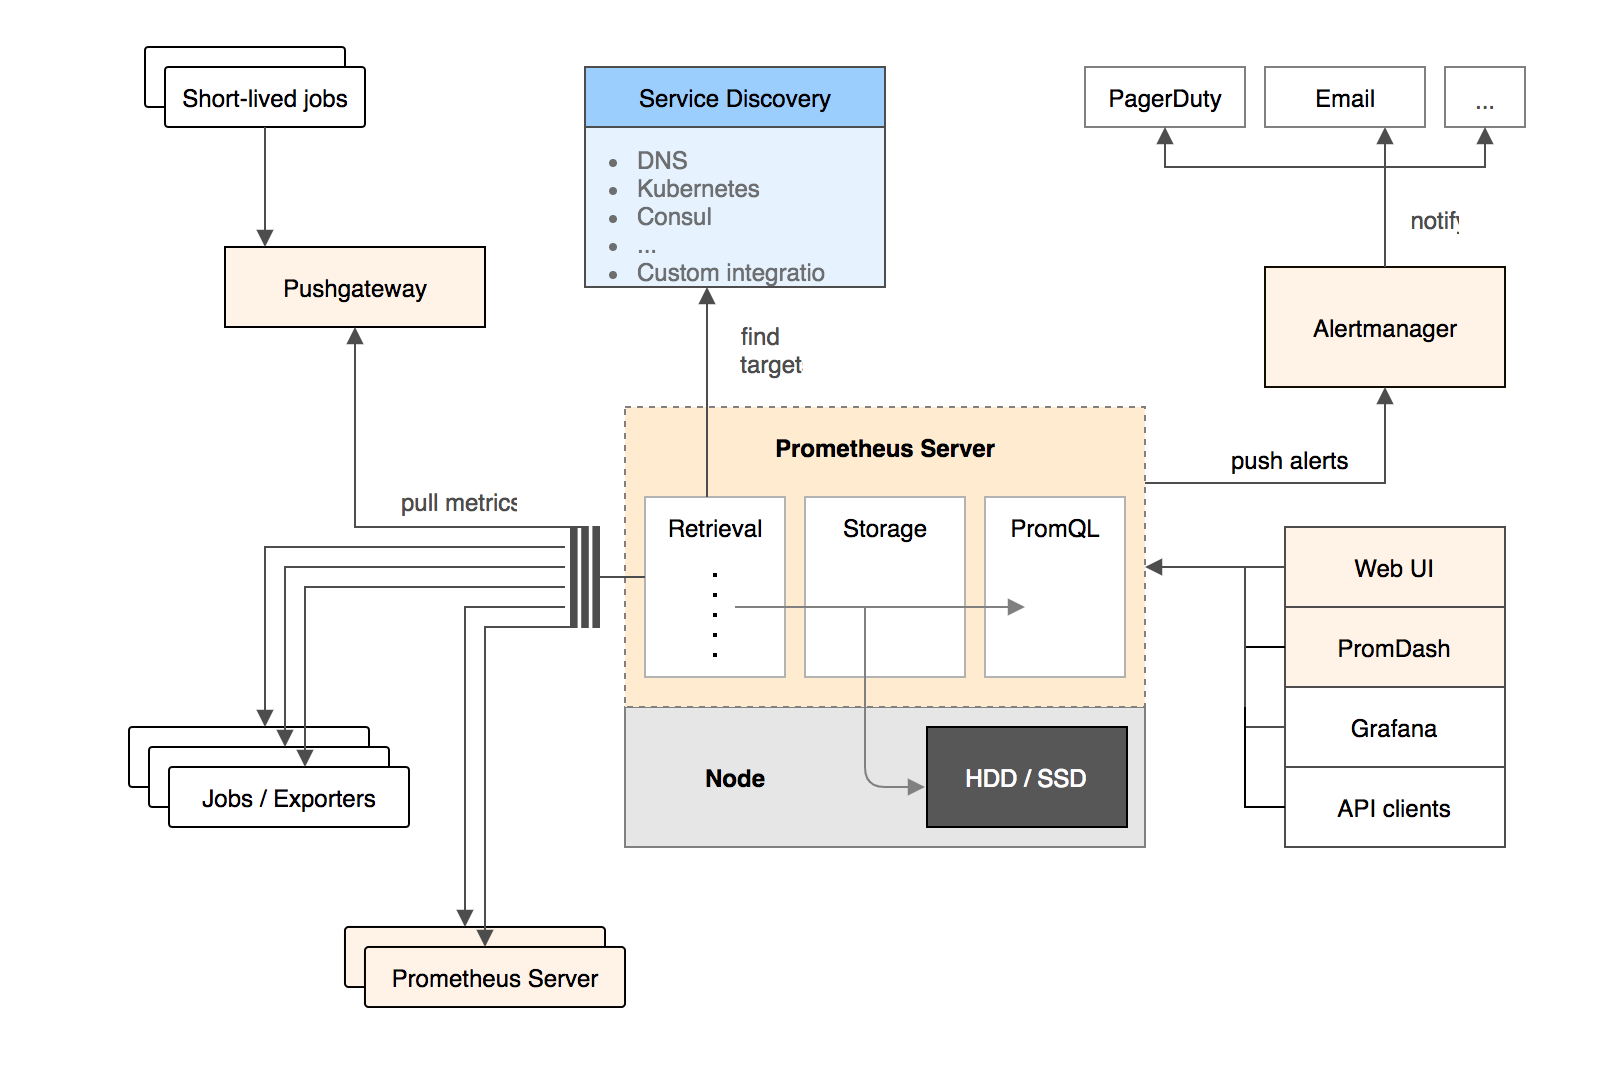 Short-lived jobs
Service Discovery
PagerDuty
Email
...
DNS
Kubernetes
Consul
...
Custom integratio
notify
Pushgateway
Alertmanager
find
targets
Prometheus Server
push alerts
pull metrics
Retrieval
Storage
PromQL
Web UI
PromDash
Grafana
API clients
Node
HDD / SSD
Jobs / Exporters
Prometheus Server